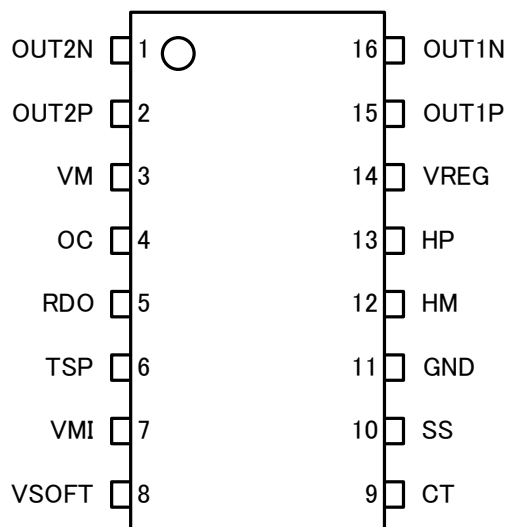 OUT2N 1 16 OUT1N
OUT2P 2 15 OUT1P
VM 3 14 VREG
OC 4 13 HP
RDO 5 12 HM
TSP 6 11 GND
VMI 7 10 SS
VSOFT 8 9 CT